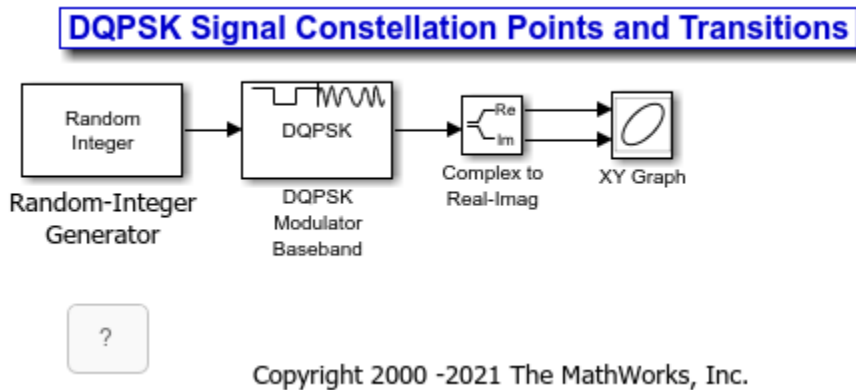 DQPSK Signal Constellation Points and Transitions
Random
Integer
Random-Integer
Generator
DQPSK
DQPSK
Modulator
Baseband
Re
Im
Complex to
Real-Imag
XY Graph
?
Copyright 2000 -2021 The MathWorks, Inc.